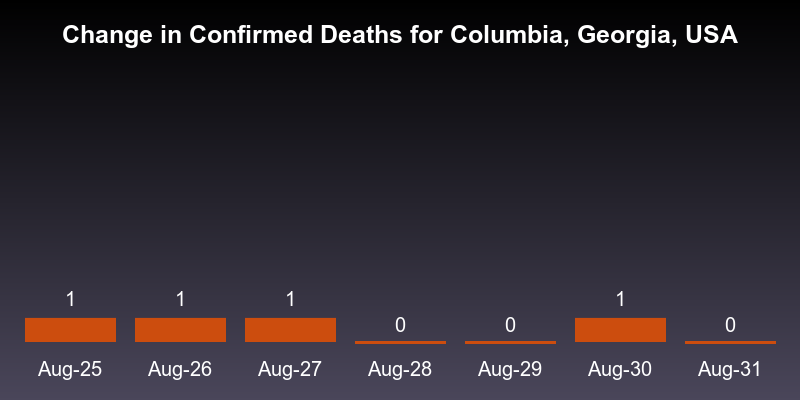 Change in Confirmed Deaths for Columbia, Georgia, USA
1 1 1 0 0 1 0
Aug-25 Aug-26 Aug-27 Aug-28 Aug-29 Aug-30 Aug-31